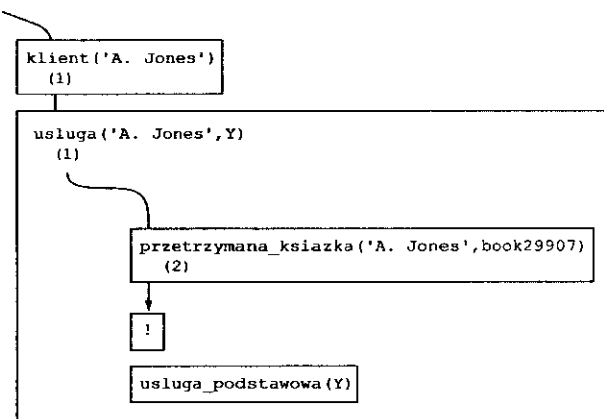 klient('A. Jones')
(1)
usluga('A. Jones',Y)
(1)
przetrzymana_ksiazka('A. Jones',book29907)
(2)
!
usluga_podstawowa(Y)